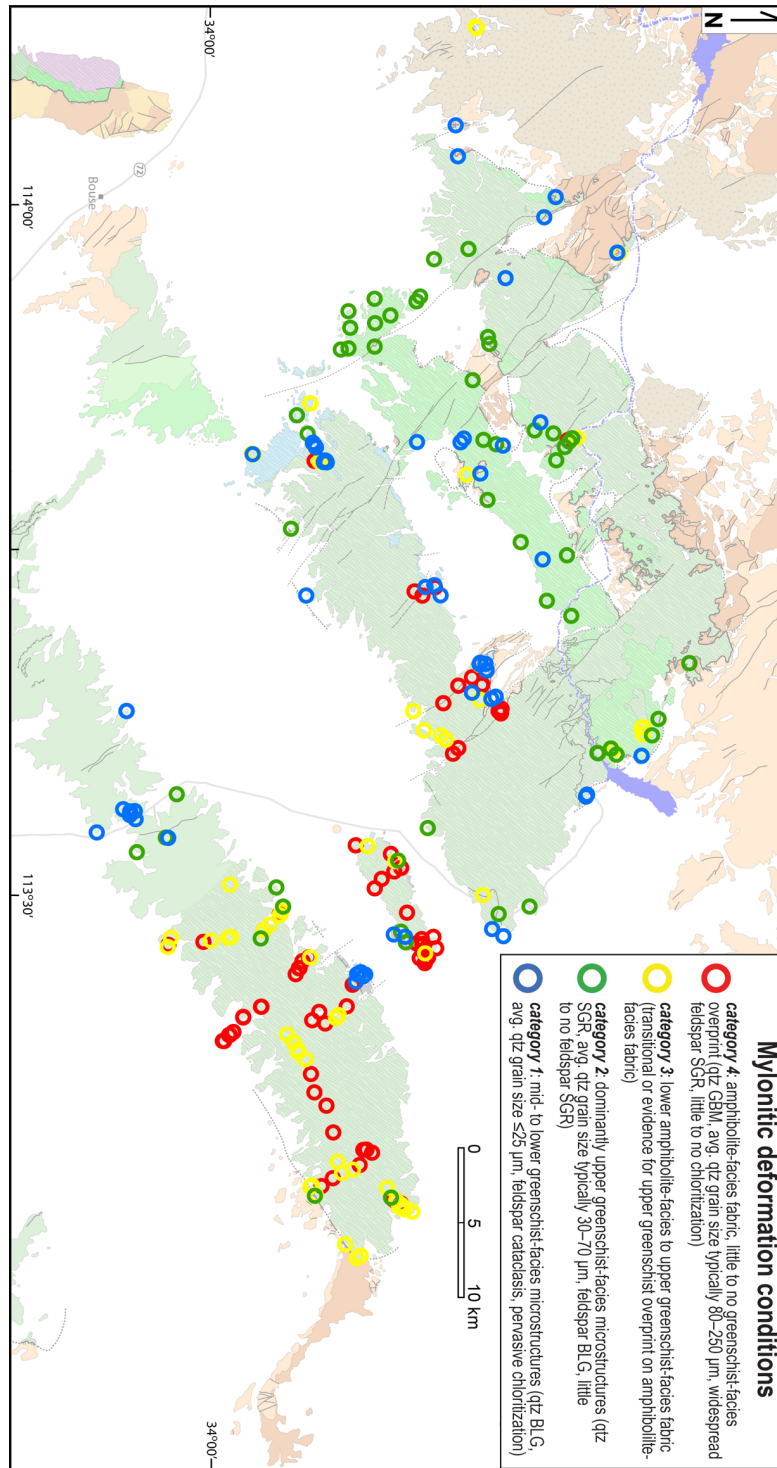 N
34°00'
114°00'
72
Bouse
113°30'
34°00'
0
5
10 km
Mylonitic deformation conditions
category 4: amphibolite-facies fabric, little to no greenschist-facies
overprint (qtz GBM, avg. qtz grain size typically 80–250 µm, widespread
feldspar SGR, little to no chloritization)
category 3: lower amphibolite-facies to upper greenschist-facies fabric
(transitional or evidence for upper greenschist overprint on amphibolilte-
facies fabric)
category 2: dominantly upper greenschist-facies microstructures (qtz
SGR, avg. qtz grain size typically 30–70 µm, feldspar BLG, little
to no feldspar SGR)
category 1: mid- to lower greenschist-facies microstructures (qtz BLG,
avg. qtz grain size ≤25 µm, feldspar cataclasis, pervasive chloritization)